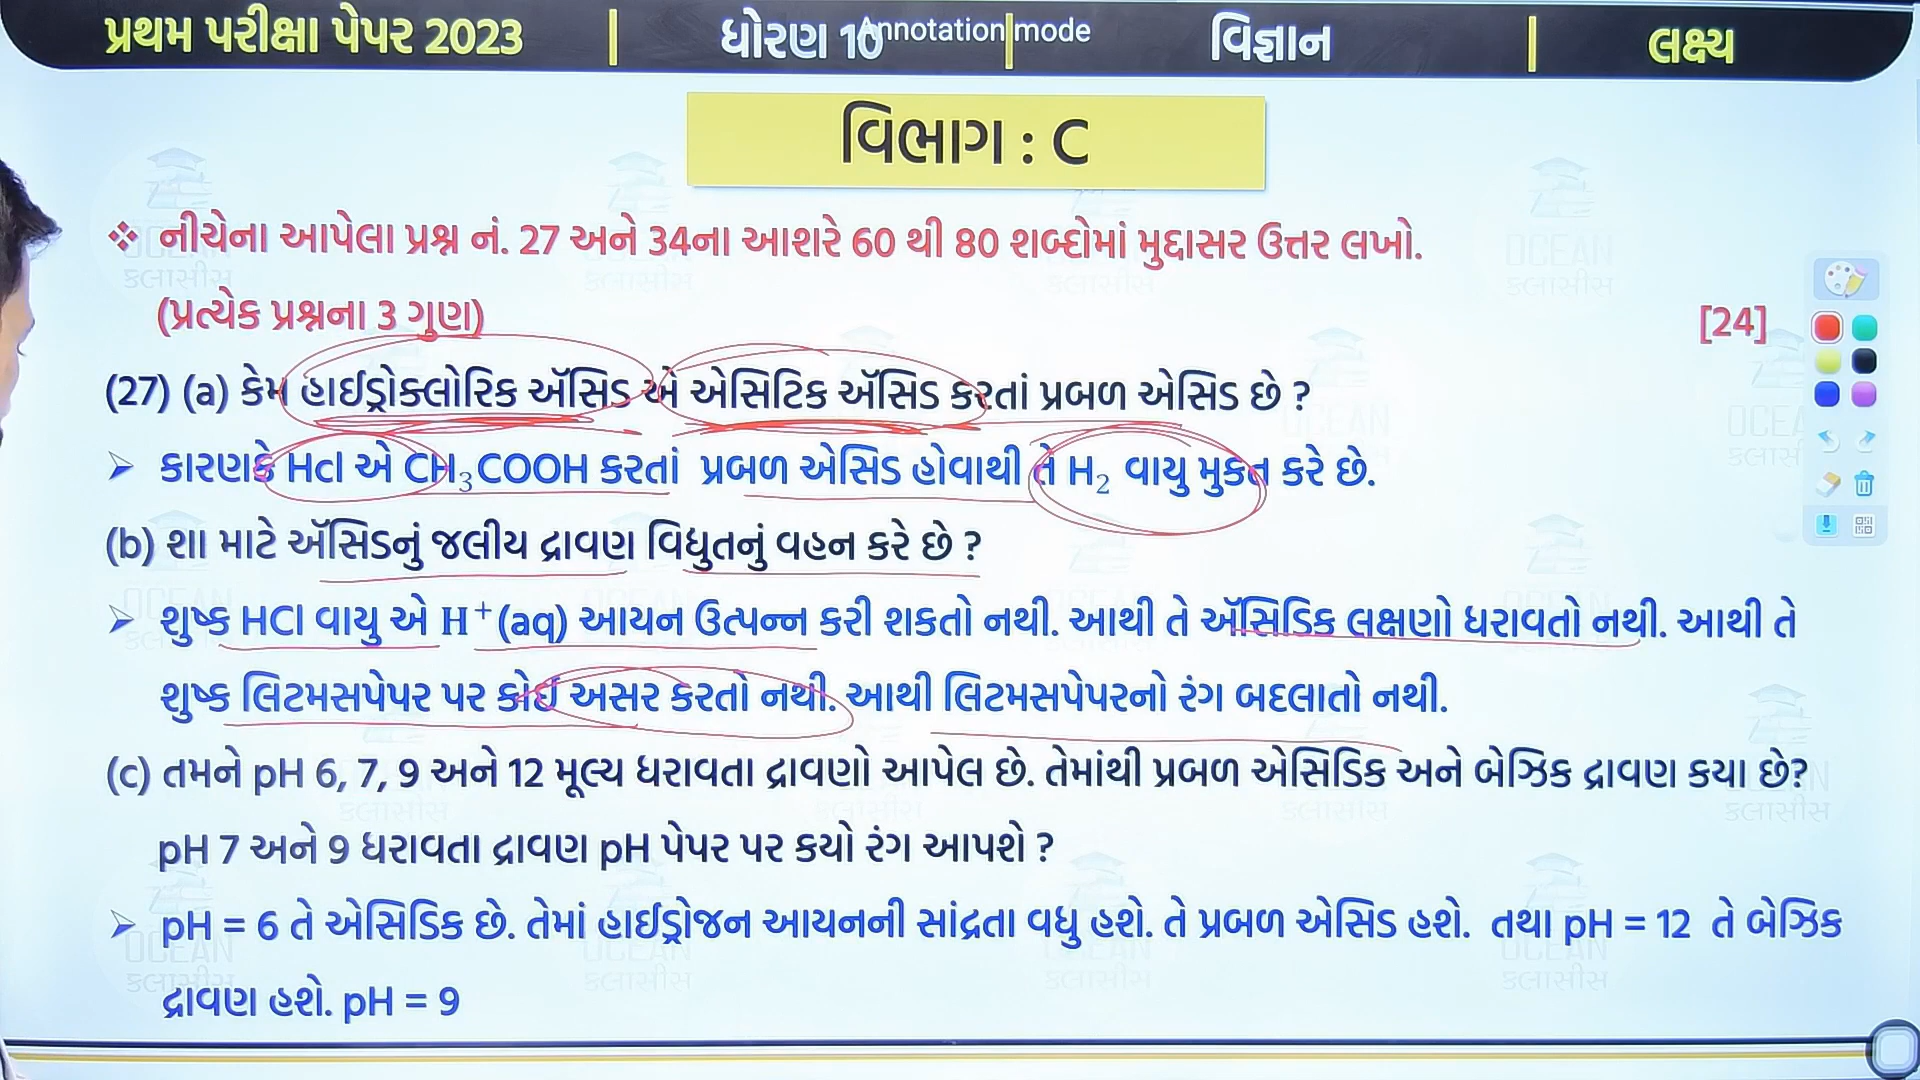 પ્રથમ પરીક્ષા પેપર 2023 | ધોરણ 10 | વિજ્ઞાન | લક્ષ્ય
Annotation mode
વિભાગ : C
❖ નીચેના આપેલા પ્રશ્ન નં. 27 અને 34ના આશરે 60 થી 80 શબ્દોમાં મુદ્દાસર ઉત્તર લખો.
(પ્રત્યેક પ્રશ્નના 3 ગુણ) [24]
(27) (a) કેમ હાઈડ્રોક્લોરિક ઍસિડ એ એસિટિક ઍસિડ કરતાં પ્રબળ એસિડ છે ?
➢ કારણકે Hcl એ CH₃COOH કરતાં પ્રબળ એસિડ હોવાથી તે H₂ વાયુ મુકત કરે છે.
(b) શા માટે ઍસિડનું જલીય દ્રાવણ વિદ્યુતનું વહન કરે છે ?
➢ શુષ્ક HCl વાયુ એ H⁺(aq) આયન ઉત્પન્ન કરી શકતો નથી. આથી તે ઍસિડિક લક્ષણો ધરાવતો નથી. આથી તે
શુષ્ક લિટમસપેપર પર કોઈ અસર કરતો નથી. આથી લિટમસપેપરનો રંગ બદલાતો નથી.
(c) તમને pH 6, 7, 9 અને 12 મૂલ્ય ધરાવતા દ્રાવણો આપેલ છે. તેમાંથી પ્રબળ એસિડિક અને બેઝિક દ્રાવણ કયા છે?
pH 7 અને 9 ધરાવતા દ્રાવણ pH પેપર પર કયો રંગ આપશે ?
➢ pH = 6 તે એસિડિક છે. તેમાં હાઈડ્રોજન આયનની સાંદ્રતા વધુ હશે. તે પ્રબળ એસિડ હશે. તથા pH = 12 તે બેઝિક
દ્રાવણ હશે. pH = 9
OCEAN
કલાસીસ